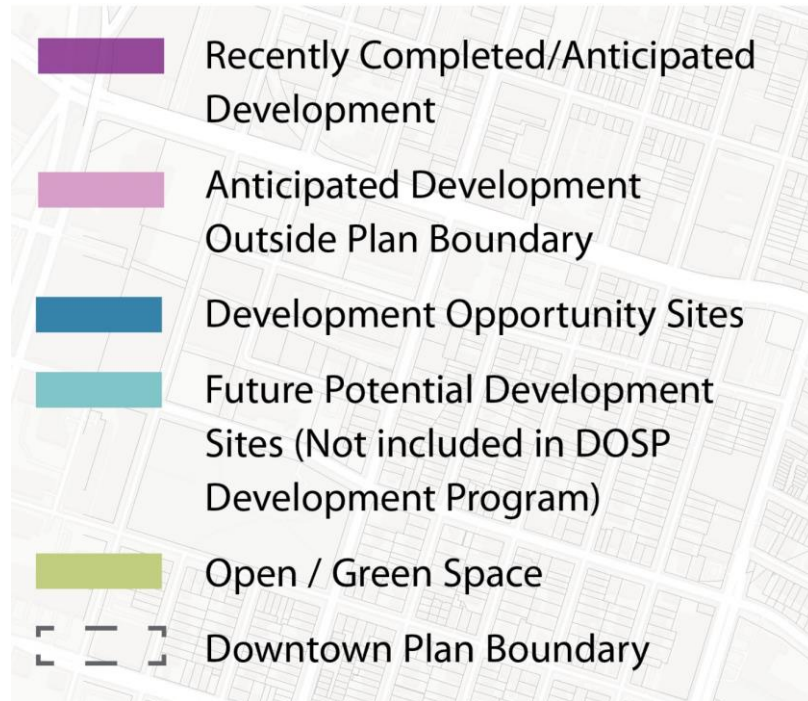 Recently Completed/Anticipated
Development
Anticipated Development
Outside Plan Boundary
Development Opportunity Sites
Future Potential Development
Sites (Not included in DOSP
Development Program)
Open / Green Space
Downtown Plan Boundary